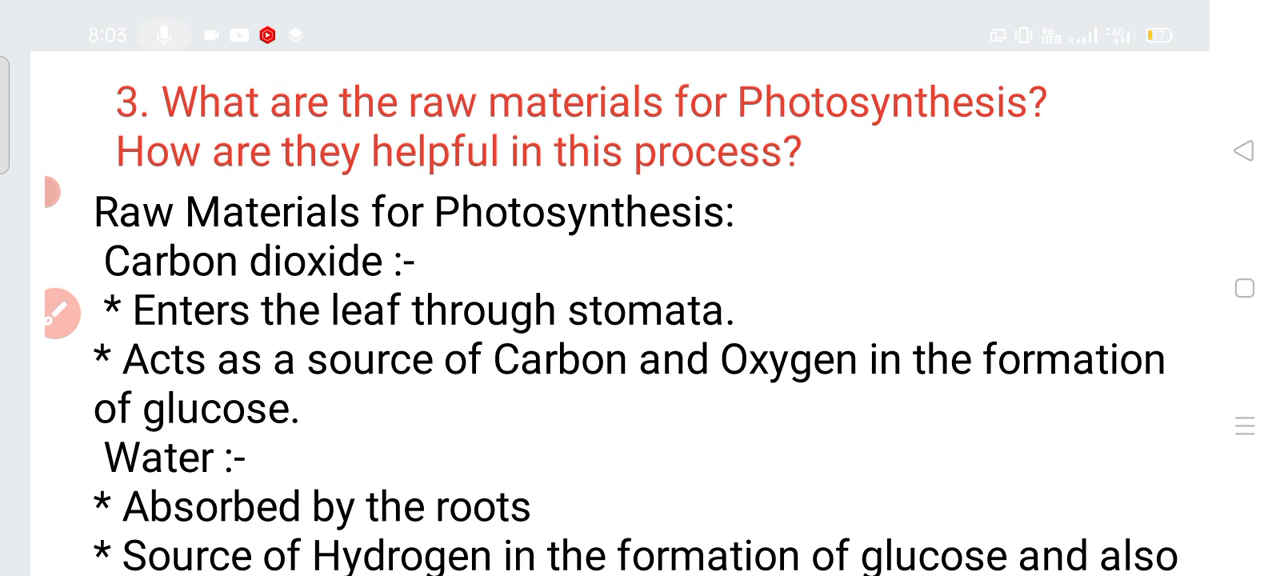 8:03
3. What are the raw materials for Photosynthesis?
How are they helpful in this process?
Raw Materials for Photosynthesis:
Carbon dioxide :-
* Enters the leaf through stomata.
* Acts as a source of Carbon and Oxygen in the formation
of glucose.
Water :-
* Absorbed by the roots
* Source of Hydrogen in the formation of glucose and also